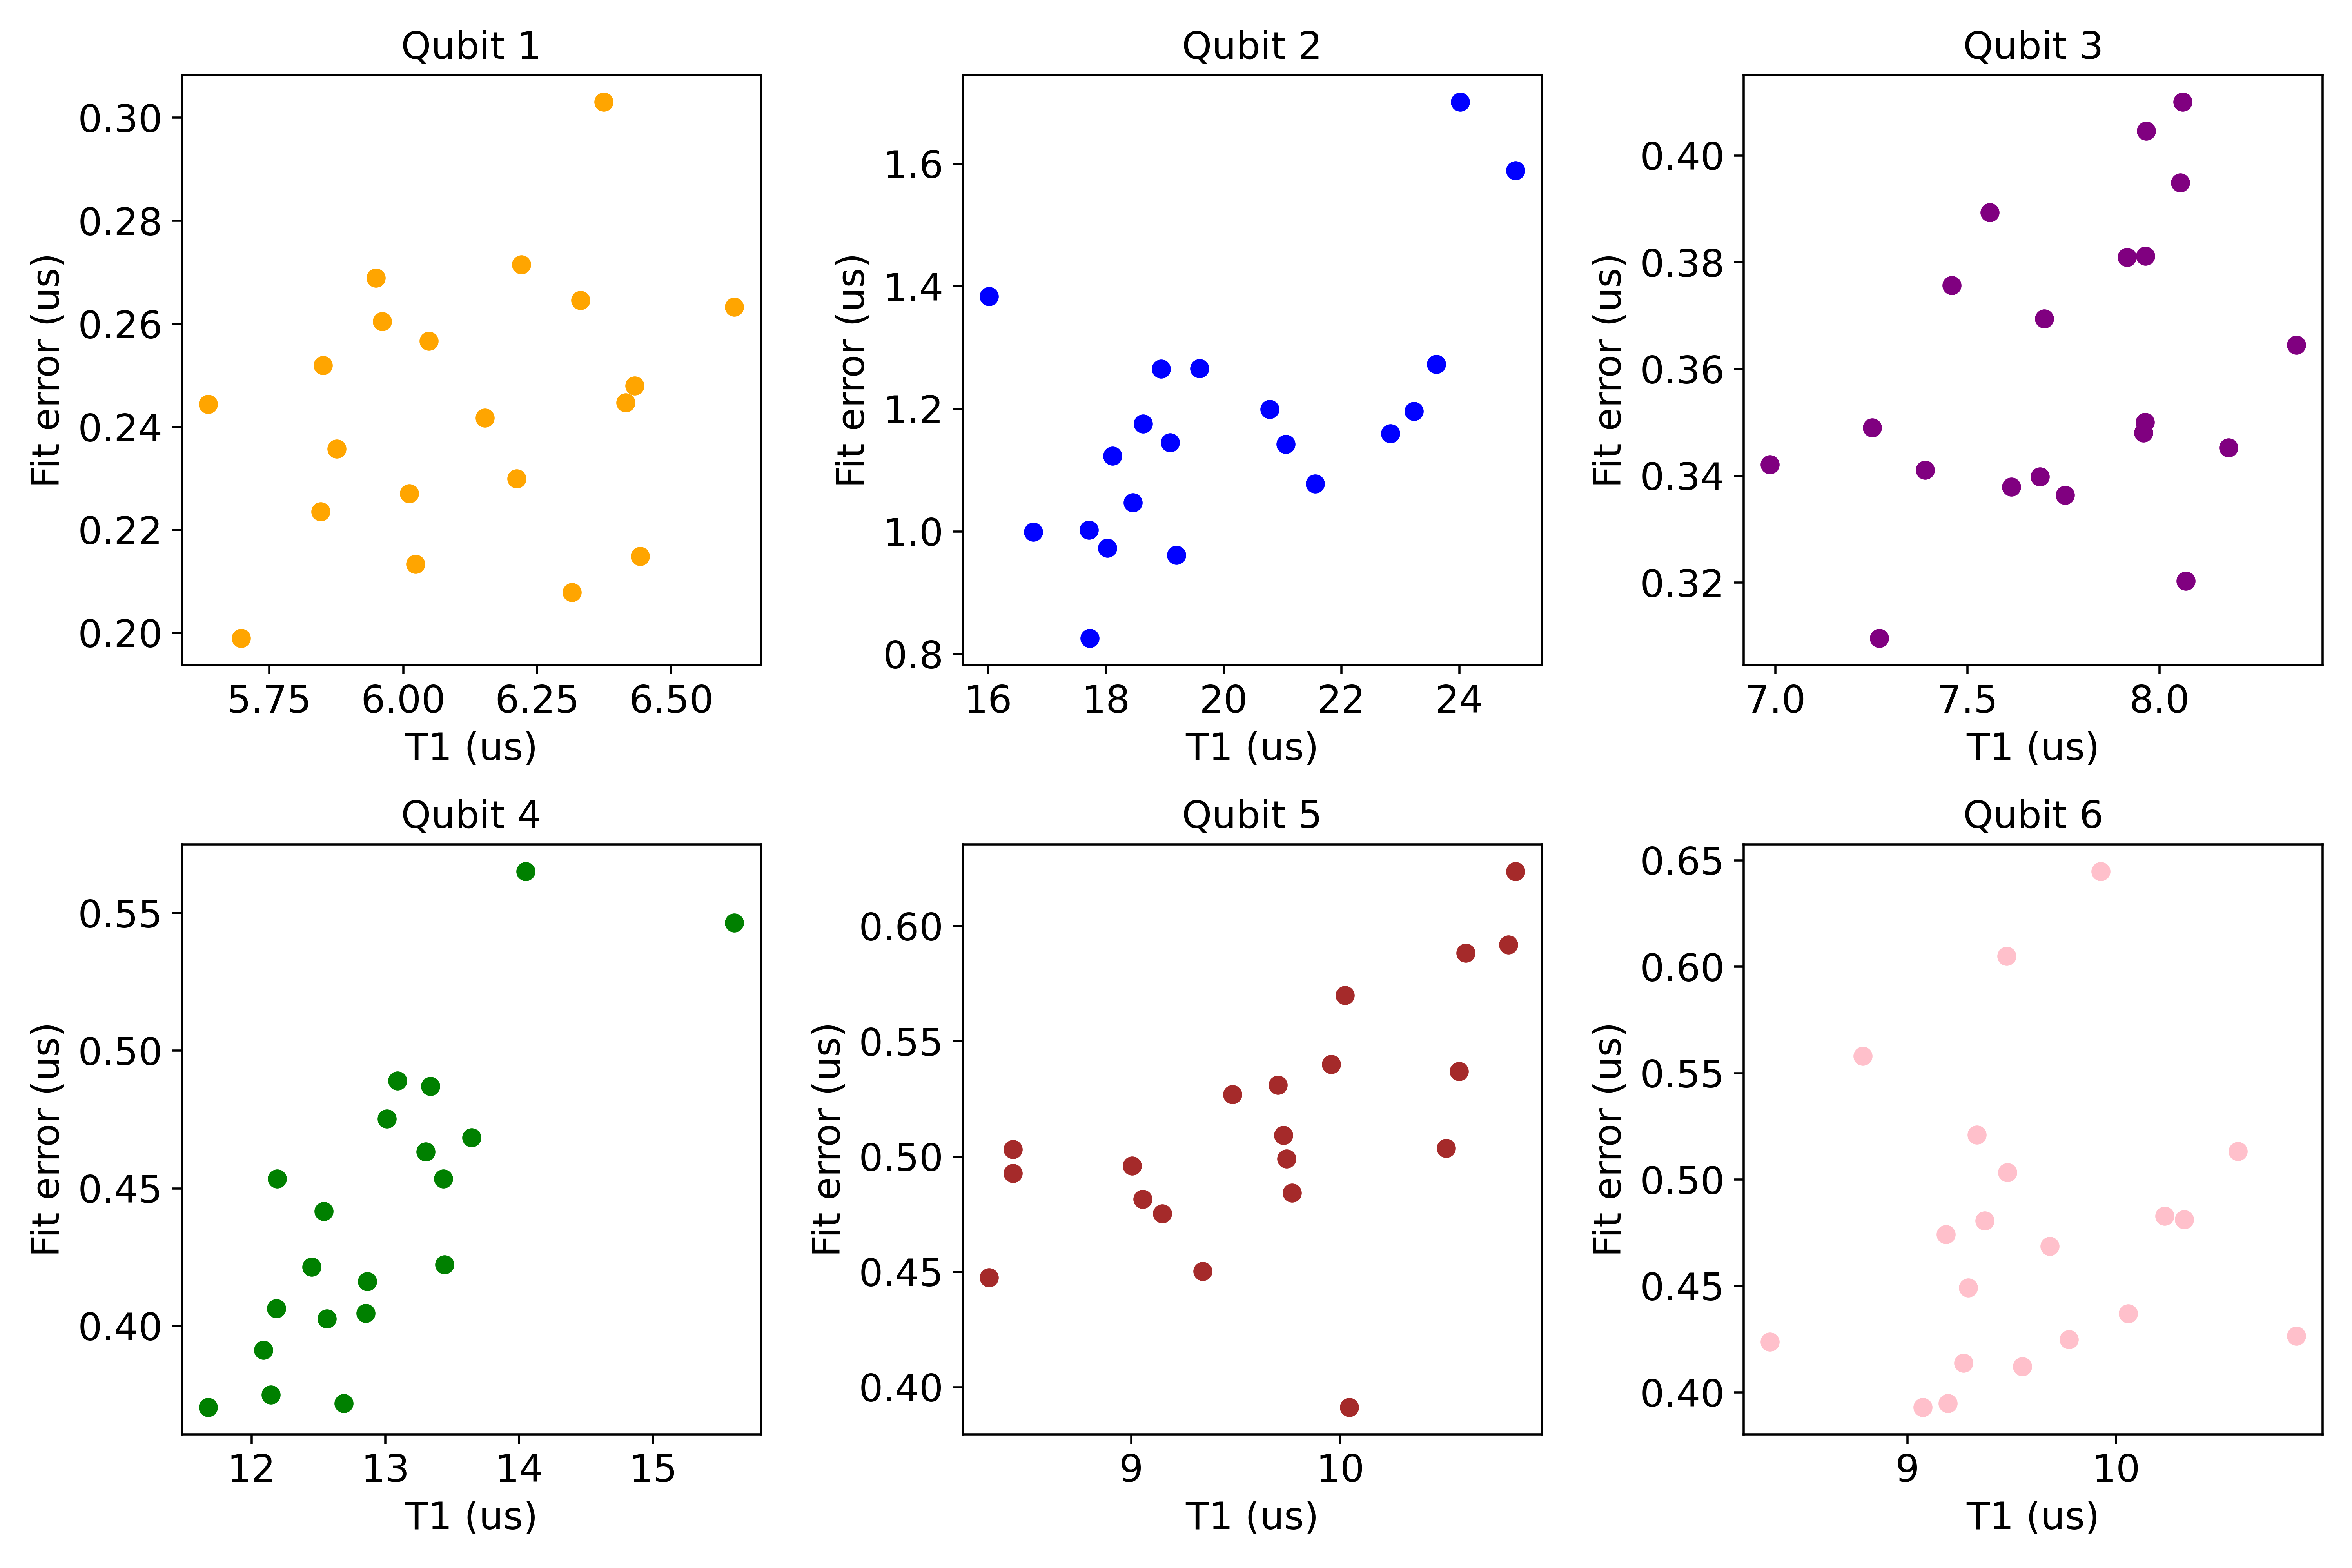 Qubit 1
0.30
0.28
0.26
0.24
0.22
0.20
Fit error (us)
5.75 6.00 6.25 6.50
T1 (us)
Qubit 2
1.6
1.4
1.2
1.0
0.8
Fit error (us)
16 18 20 22 24
T1 (us)
Qubit 3
0.40
0.38
0.36
0.34
0.32
Fit error (us)
7.0 7.5 8.0
T1 (us)
Qubit 4
0.55
0.50
0.45
0.40
Fit error (us)
12 13 14 15
T1 (us)
Qubit 5
0.60
0.55
0.50
0.45
0.40
Fit error (us)
9 10
T1 (us)
Qubit 6
0.65
0.60
0.55
0.50
0.45
0.40
Fit error (us)
9 10
T1 (us)